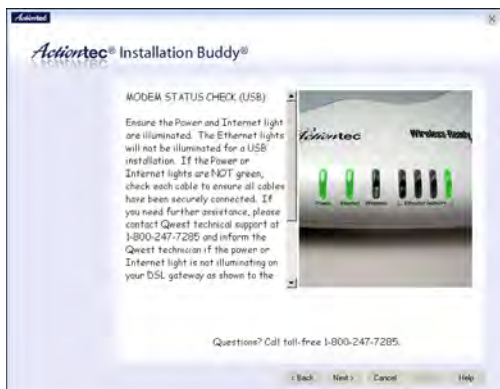 Actiontec
Actiontec® Installation Buddy®
MODEM STATUS CHECK (USB)
Ensure the Power and Internet light
are illuminated. The Ethernet lights
will not be illuminated for a USB
installation. If the Power or
Internet lights are NOT green,
check each cable to ensure all cables
have been securely connected. If
you need further assistance, please
contact Qwest technical support at
1-800-247-7285 and inform the
Qwest technician if the power or
Internet light is not illuminating on
your DSL gateway as shown to the
Actiontec
Wireless Ready
Power Internet Wireless
Ethernet
Questions? Call toll-free 1-800-247-7285.
< Back Next > Cancel Help